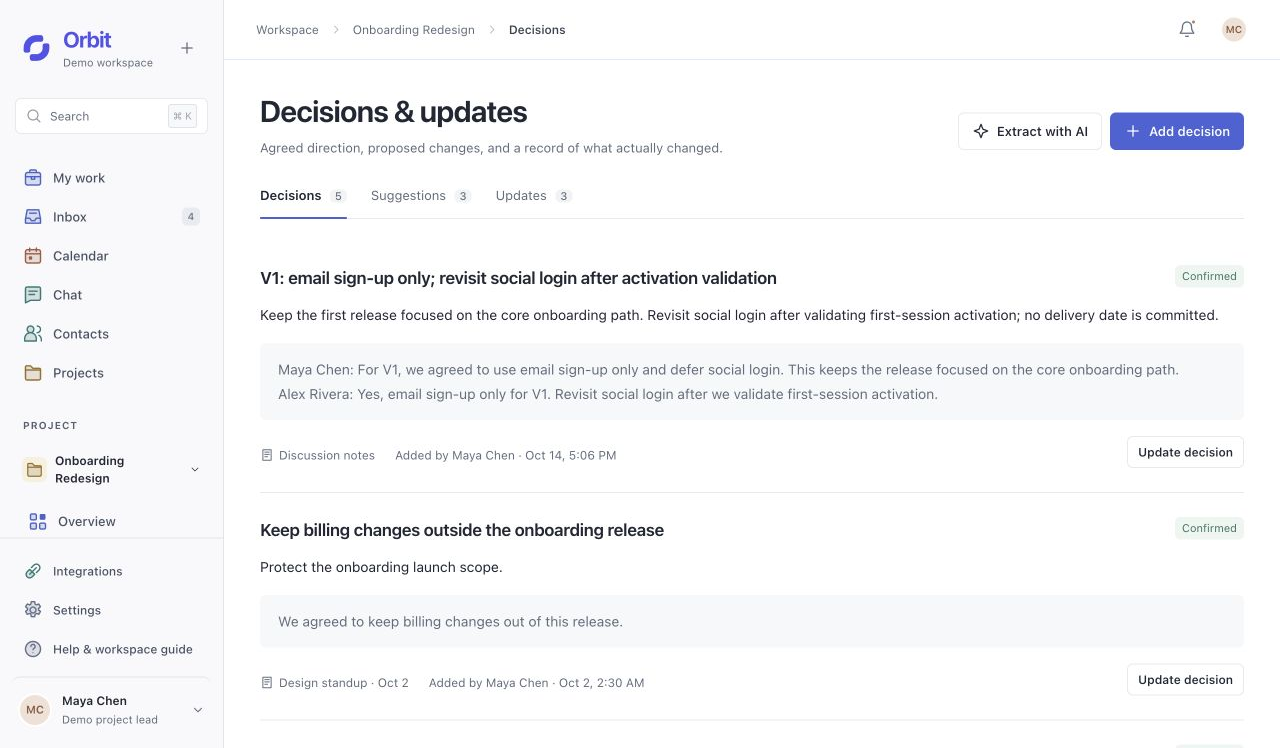 Orbit
Demo workspace
Search
⌘ K
My work
Inbox
4
Calendar
Chat
Contacts
Projects
PROJECT
Onboarding
Redesign
Overview
Integrations
Settings
Help & workspace guide
MC
Maya Chen
Demo project lead
Workspace
Onboarding Redesign
Decisions
MC
Decisions & updates
Agreed direction, proposed changes, and a record of what actually changed.
Extract with AI
Add decision
Decisions 5
Suggestions 3
Updates 3
V1: email sign-up only; revisit social login after activation validation
Confirmed
Keep the first release focused on the core onboarding path. Revisit social login after validating first-session activation; no delivery date is committed.
Maya Chen: For V1, we agreed to use email sign-up only and defer social login. This keeps the release focused on the core onboarding path.
Alex Rivera: Yes, email sign-up only for V1. Revisit social login after we validate first-session activation.
Discussion notes
Added by Maya Chen · Oct 14, 5:06 PM
Update decision
Keep billing changes outside the onboarding release
Confirmed
Protect the onboarding launch scope.
We agreed to keep billing changes out of this release.
Design standup · Oct 2
Added by Maya Chen · Oct 2, 2:30 AM
Update decision